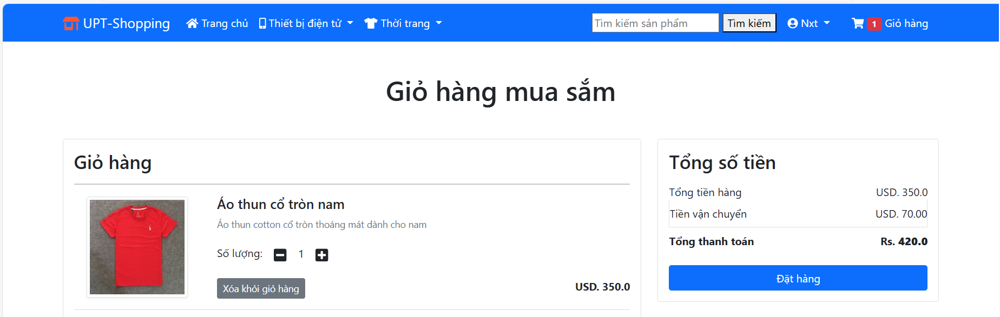 UPT-Shopping Trang chủ Thiết bị điện tử Thời trang Tìm kiếm sản phẩm Tìm kiếm Nxt 1 Giỏ hàng
Giỏ hàng mua sắm
Giỏ hàng
Áo thun cổ tròn nam
Áo thun cotton cổ tròn thoáng mát dành cho nam
Số lượng: 1
Xóa khỏi giỏ hàng USD. 350.0
Tổng số tiền
Tổng tiền hàng USD. 350.0
Tiền vận chuyển USD. 70.00
Tổng thanh toán Rs. 420.0
Đặt hàng